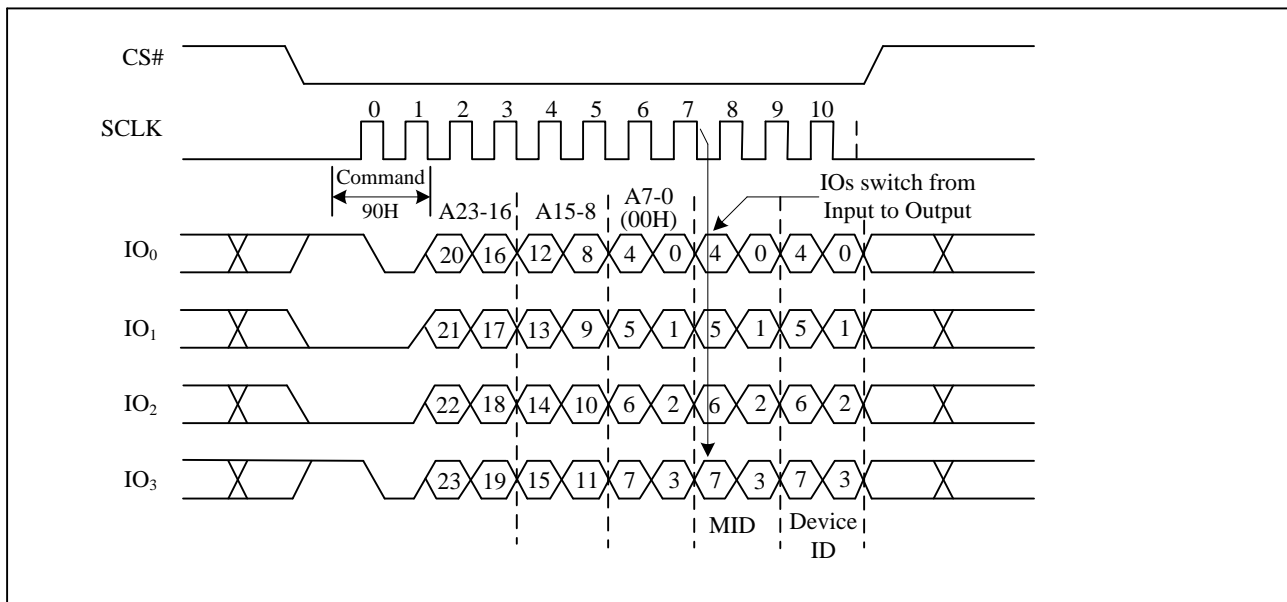 CS#
0 1 2 3 4 5 6 7 8 9 10
SCLK
Command
90H
A23-16 A15-8 A7-0
(00H)
IOs switch from
Input to Output
IO₀ 20 16 12 8 4 0 4 0 4 0
IO₁ 21 17 13 9 5 1 5 1 5 1
IO₂ 22 18 14 10 6 2 6 2 6 2
IO₃ 23 19 15 11 7 3 7 3 7 3
MID
Device
ID